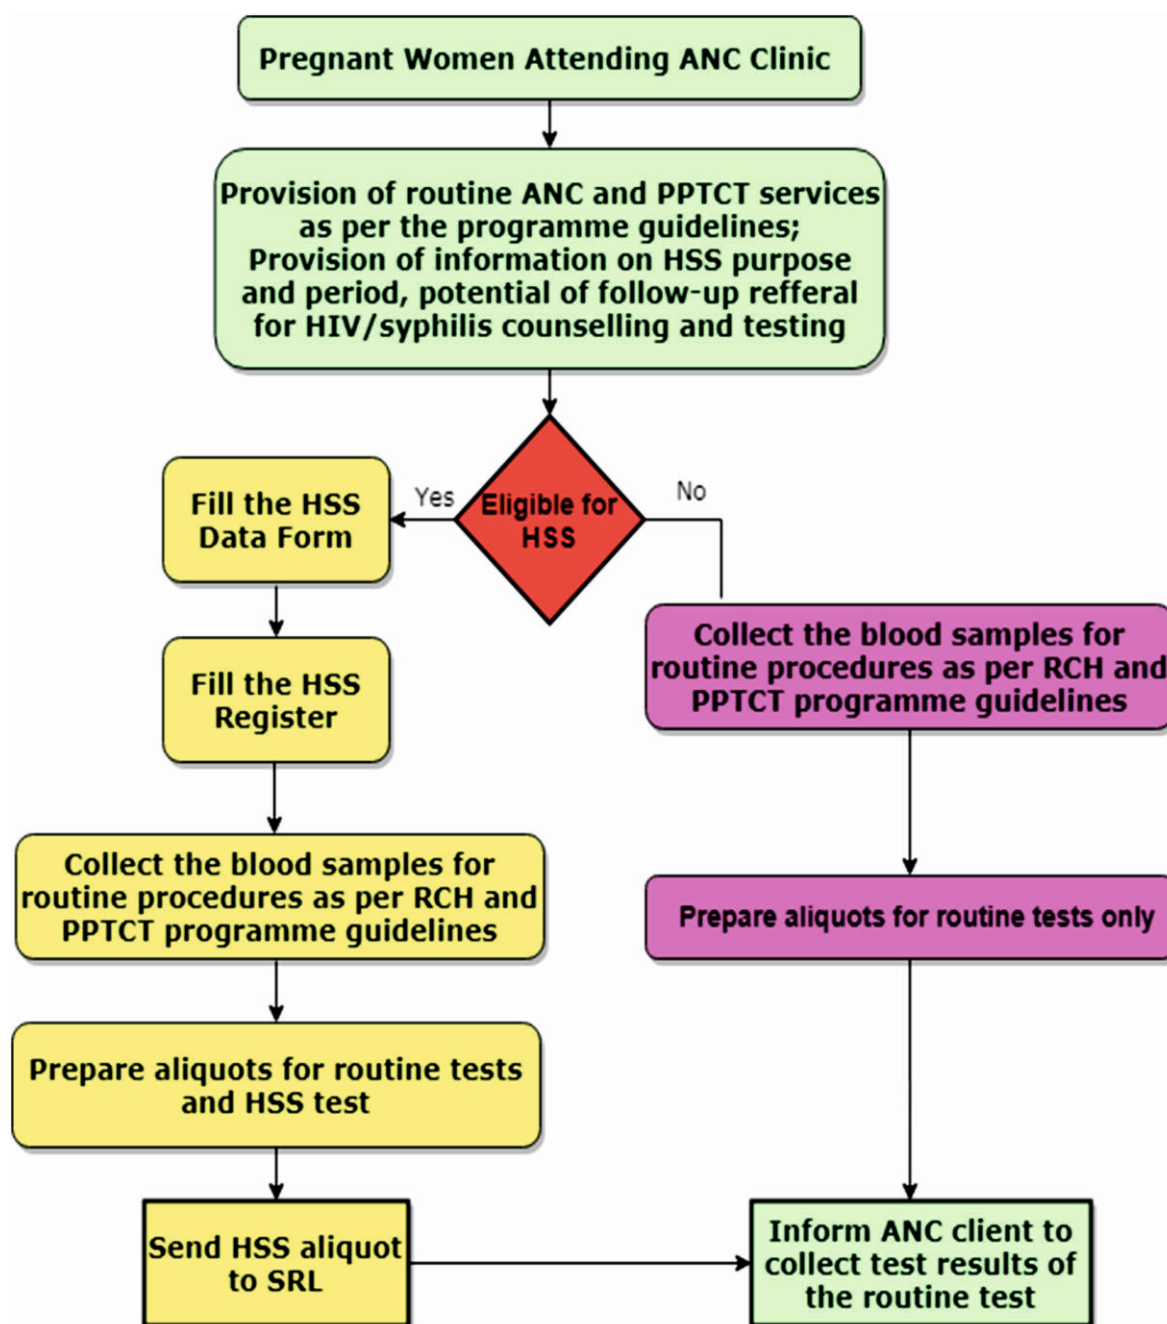 Pregnant Women Attending ANC Clinic
Provision of routine ANC and PPTCT services
as per the programme guidelines;
Provision of information on HSS purpose
and period, potential of follow-up refferal
for HIV/syphilis counselling and testing
Eligible for
HSS
Yes
No
Fill the HSS
Data Form
Fill the HSS
Register
Collect the blood samples for
routine procedures as per RCH and
PPTCT programme guidelines
Prepare aliquots for routine tests
and HSS test
Send HSS aliquot
to SRL
Collect the blood samples for
routine procedures as per RCH and
PPTCT programme guidelines
Prepare aliquots for routine tests only
Inform ANC client to
collect test results of
the routine test